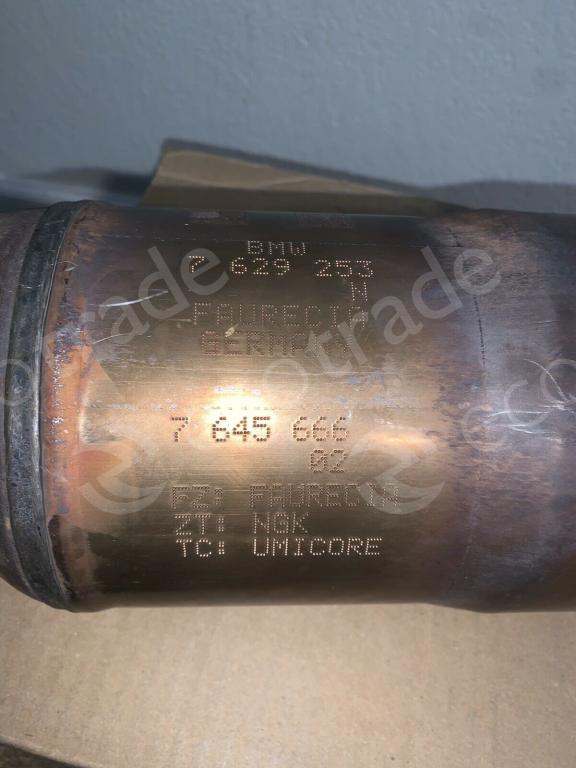 BMW
7 629 253
N
FAURECIA
GERMANY
7 645 666
02
FZ: FAURECIA
ZT: NGK
TC: UMICORE